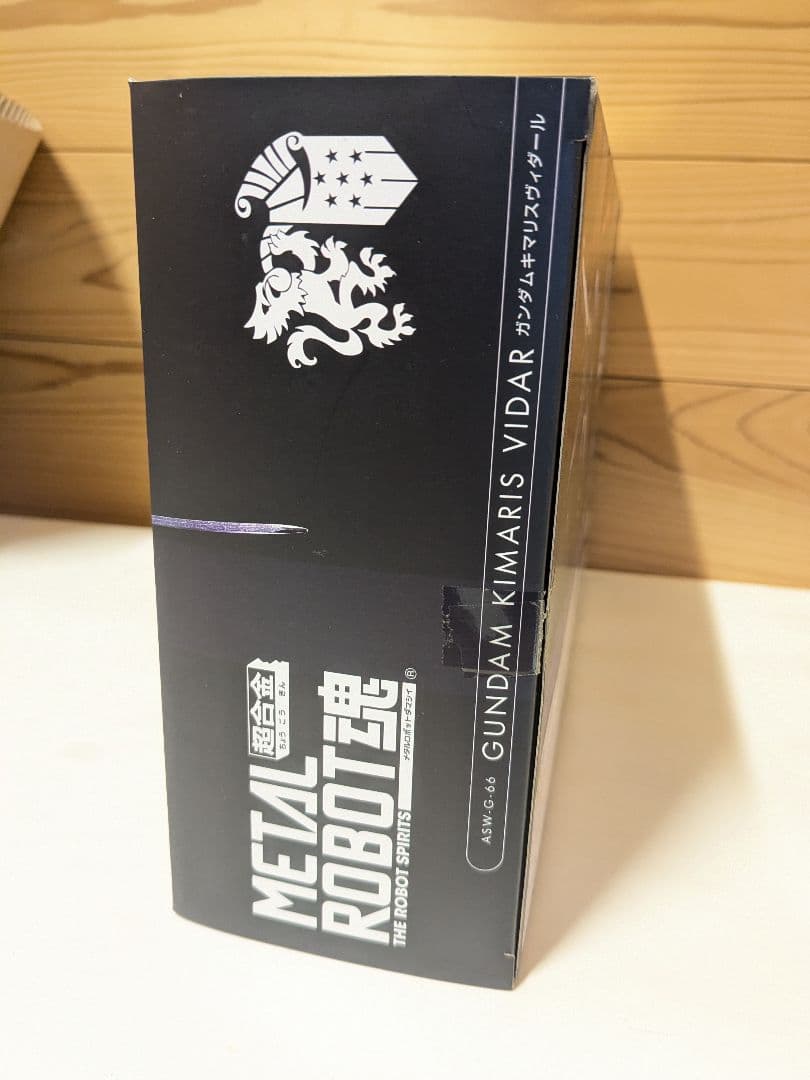 超合金
ちょうごうきん
METAL
ROBOT魂®
メタルロボットダマシイ
THE ROBOT SPIRITS
ASW-G-66 GUNDAM KIMARIS VIDAR ガンダムキマリスヴィダール